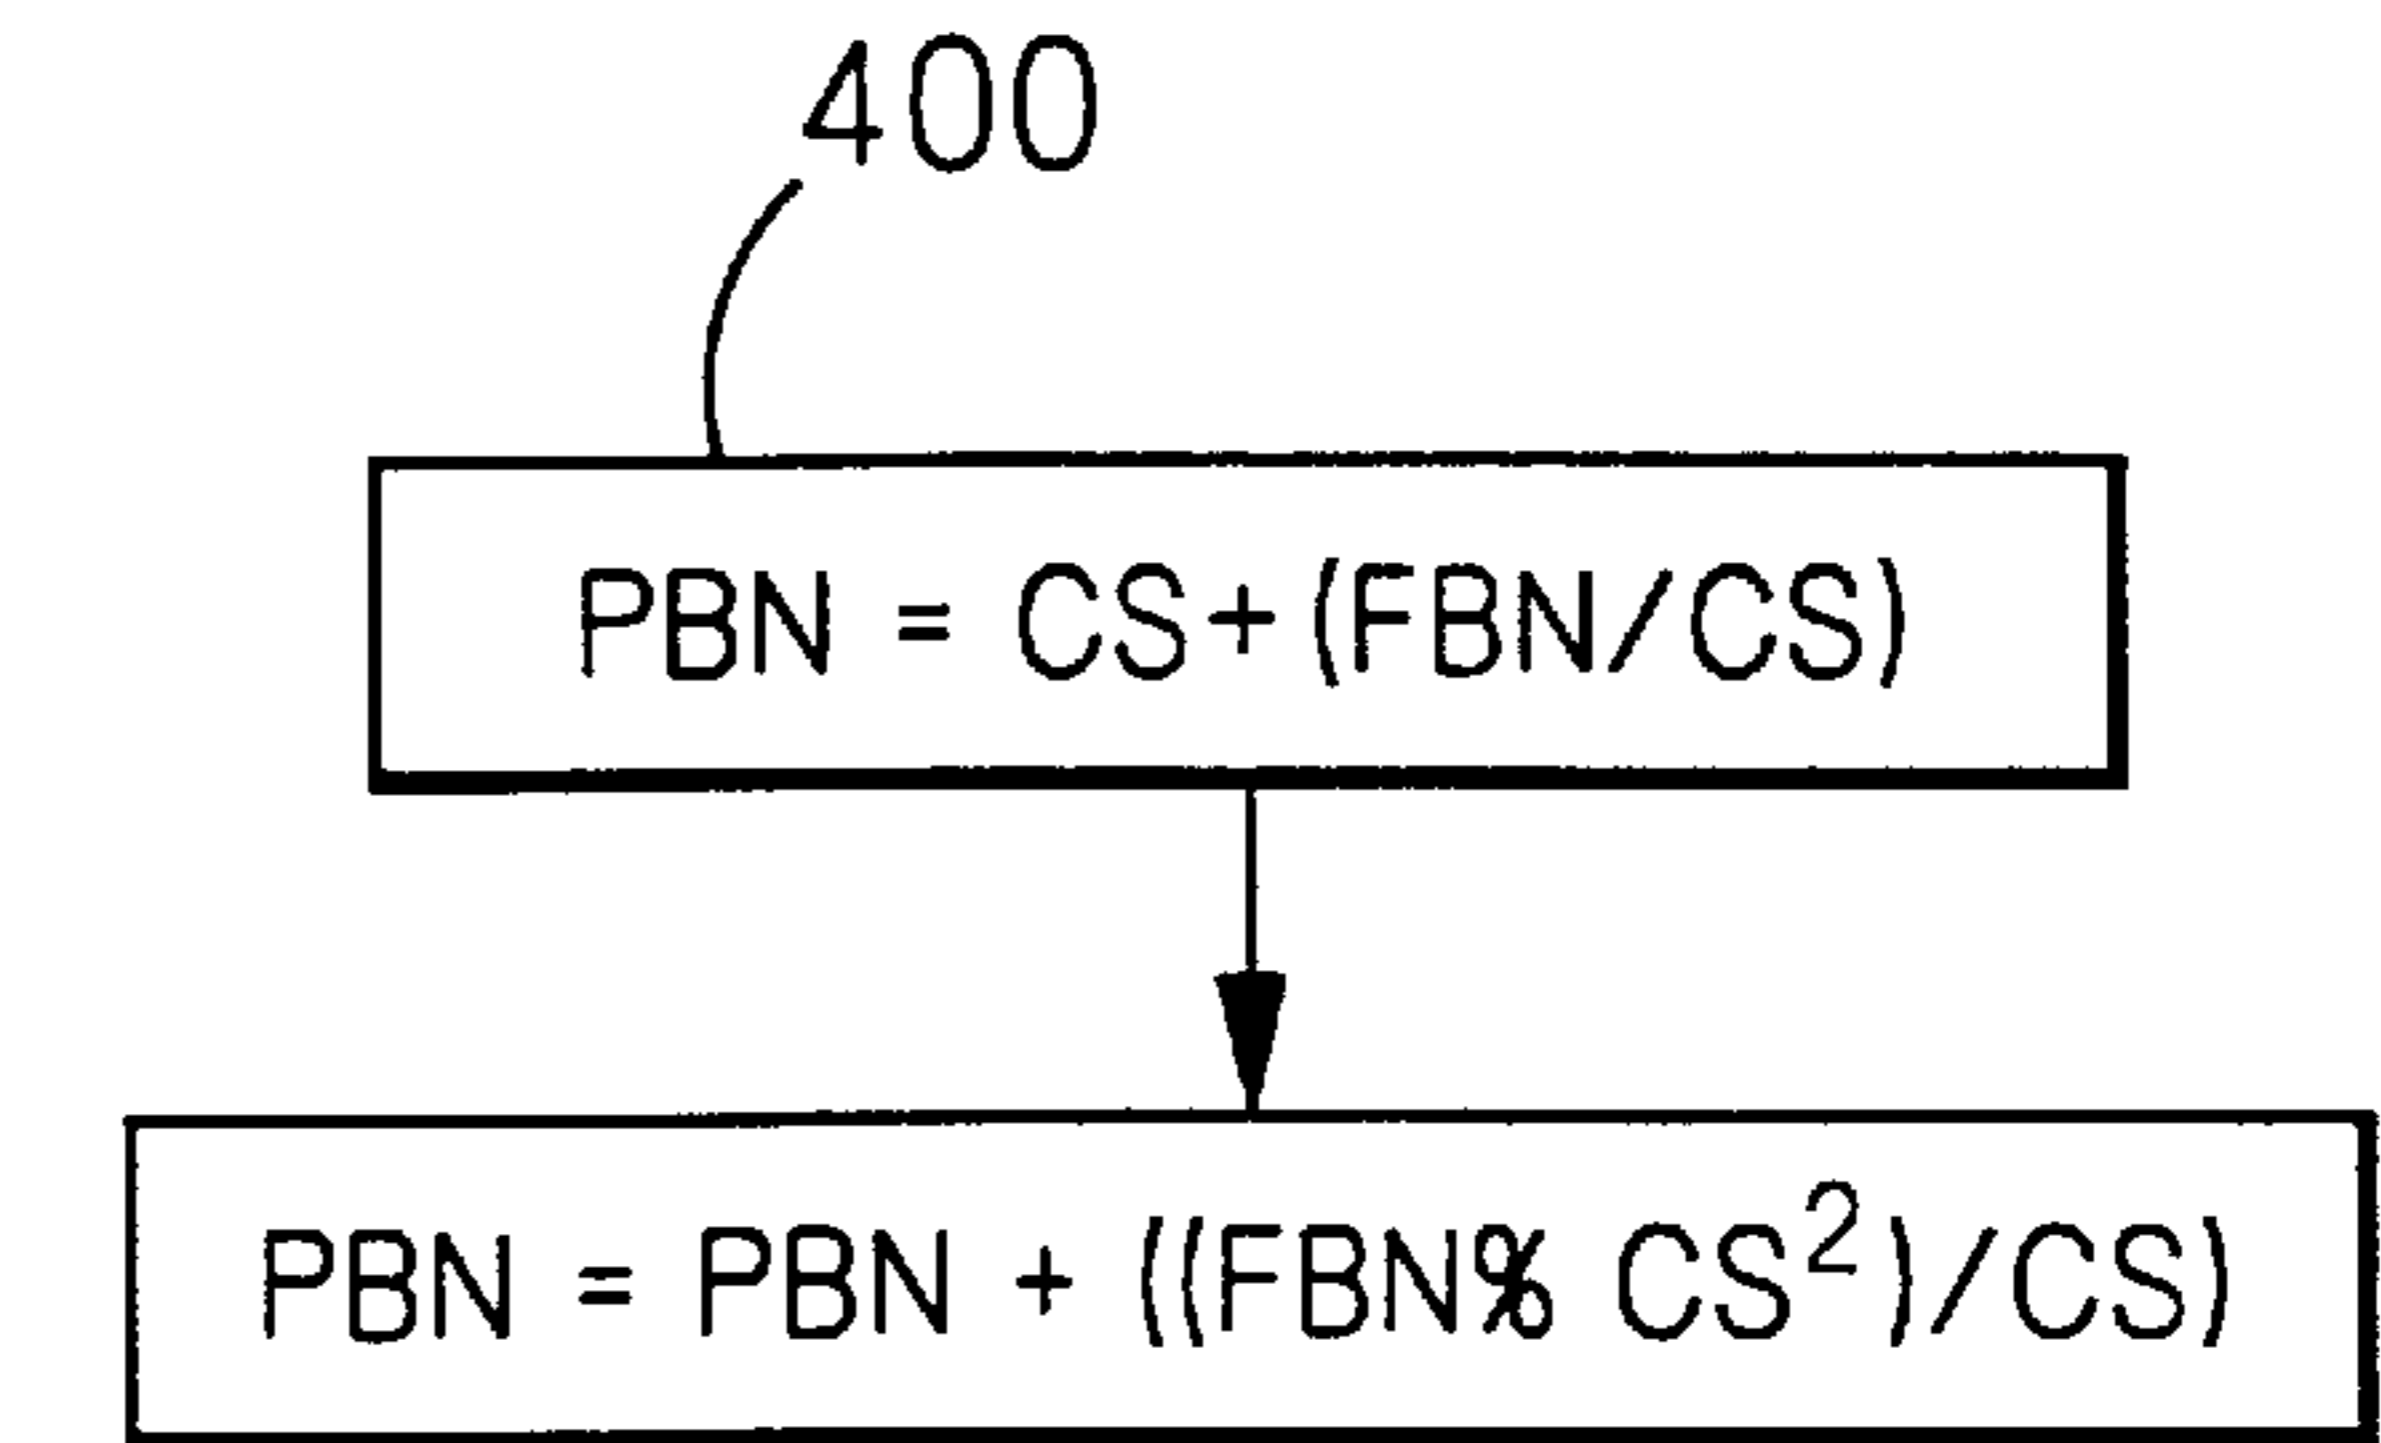 400
PBN = CS+(FBN/CS)
PBN = PBN + ((FBN% CS²)/CS)